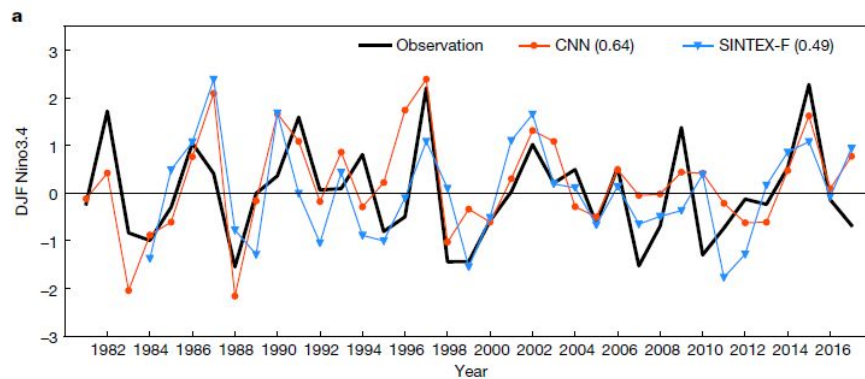 a
Observation
CNN (0.64)
SINTEX-F (0.49)
3
2
1
0
–1
–2
–3
DJF Nino3.4
1982 1984 1986 1988 1990 1992 1994 1996 1998 2000 2002 2004 2006 2008 2010 2012 2014 2016
Year